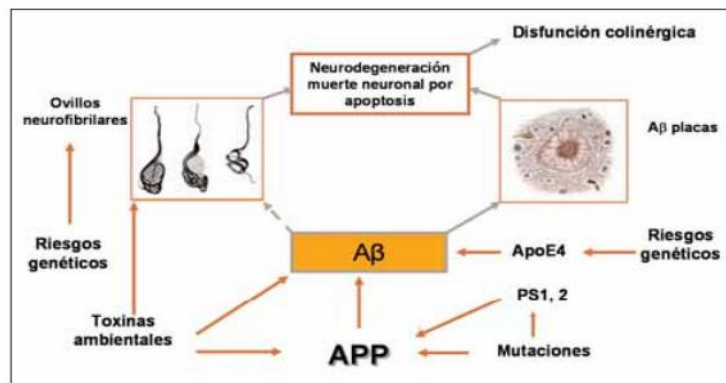 Disfunción colinérgica
Neurodegeneración
muerte neuronal por
apoptosis
Ovillos
neurofibrilares
Aβ placas
Riesgos
genéticos
Aβ
ApoE4
Riesgos
genéticos
PS1, 2
Toxinas
ambientales
APP
Mutaciones